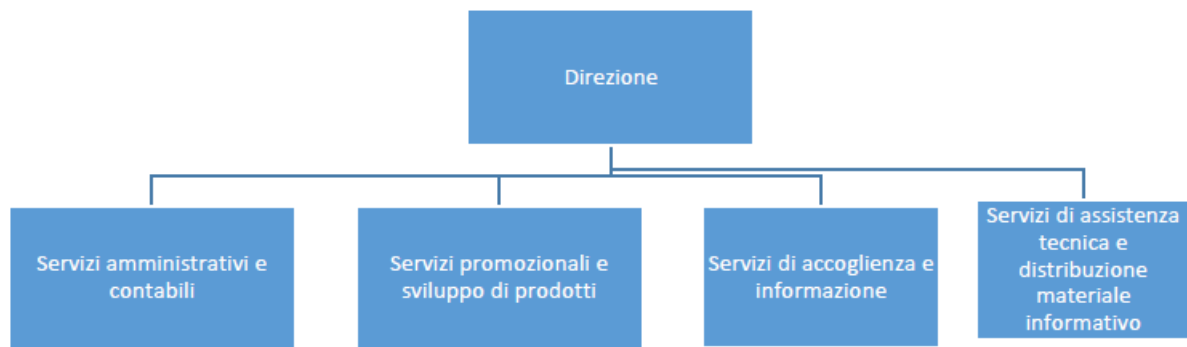 Direzione
Servizi amministrativi e
contabili
Servizi promozionali e
sviluppo di prodotti
Servizi di accoglienza e
informazione
Servizi di assistenza
tecnica e
distribuzione
materiale
informativo